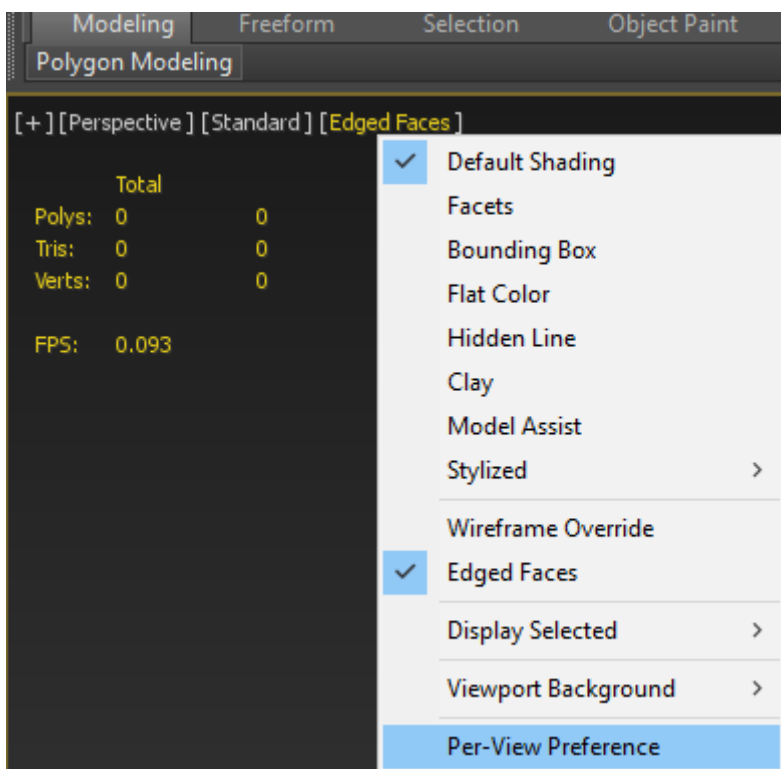 Modeling Freeform Selection Object Paint
Polygon Modeling
[+] [Perspective] [Standard] [Edged Faces]
Total
Polys: 0 0
Tris: 0 0
Verts: 0 0
FPS: 0.093
Default Shading
Facets
Bounding Box
Flat Color
Hidden Line
Clay
Model Assist
Stylized
Wireframe Override
Edged Faces
Display Selected
Viewport Background
Per-View Preference